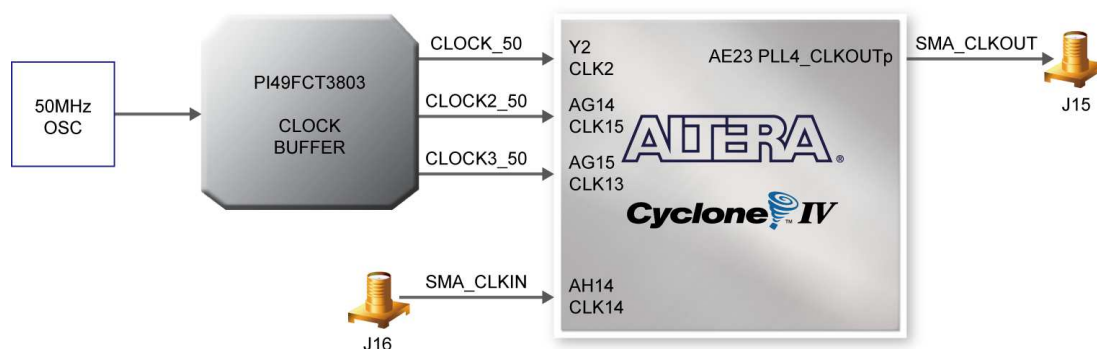 50MHz
OSC
PI49FCT3803
CLOCK
BUFFER
CLOCK_50
CLOCK2_50
CLOCK3_50
Y2
CLK2
AG14
CLK15
AG15
CLK13
AE23 PLL4_CLKOUTp
ALTERA®
Cyclone™ IV
SMA_CLKOUT
J15
SMA_CLKIN
J16
AH14
CLK14